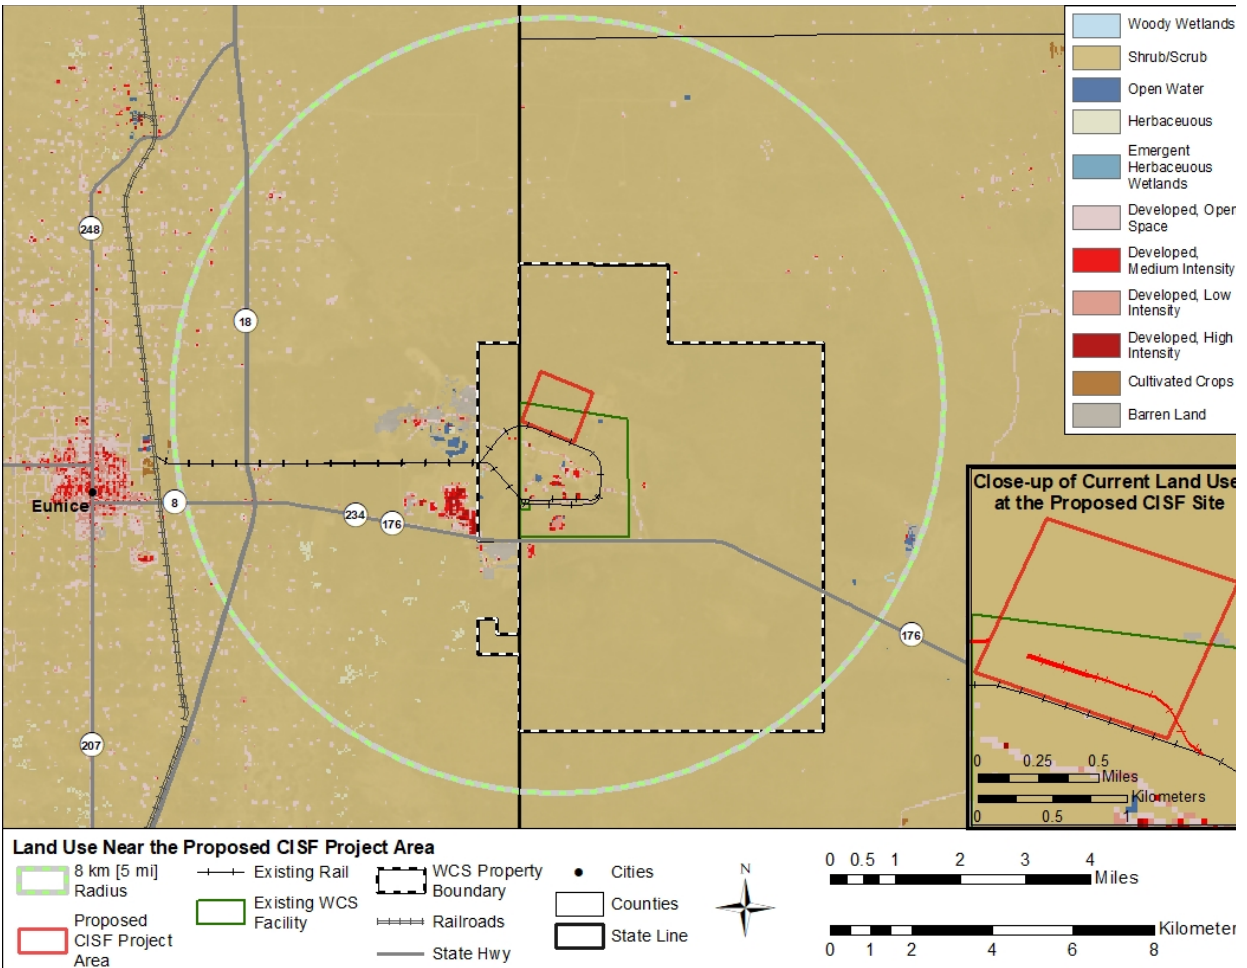 Woody Wetlands
Shrub/Scrub
Open Water
Herbaceuous
Emergent
Herbaceuous
Wetlands
Developed, Open
Space
Developed,
Medium Intensity
Developed, Low
Intensity
Developed, High
Intensity
Cultivated Crops
Barren Land
248
18
Eunice
8
234
176
176
207
Close-up of Current Land Use
at the Proposed CISF Site
0 0.25 0.5
Miles
Kilometers
0 0.5 1
Land Use Near the Proposed CISF Project Area
8 km [5 mi]
Radius
Proposed
CISF Project
Area
Existing Rail
Existing WCS
Facility
WCS Property
Boundary
Railroads
State Hwy
Cities
Counties
State Line
N
0 0.5 1 2 3 4
Miles
Kilometer
0 1 2 4 6 8